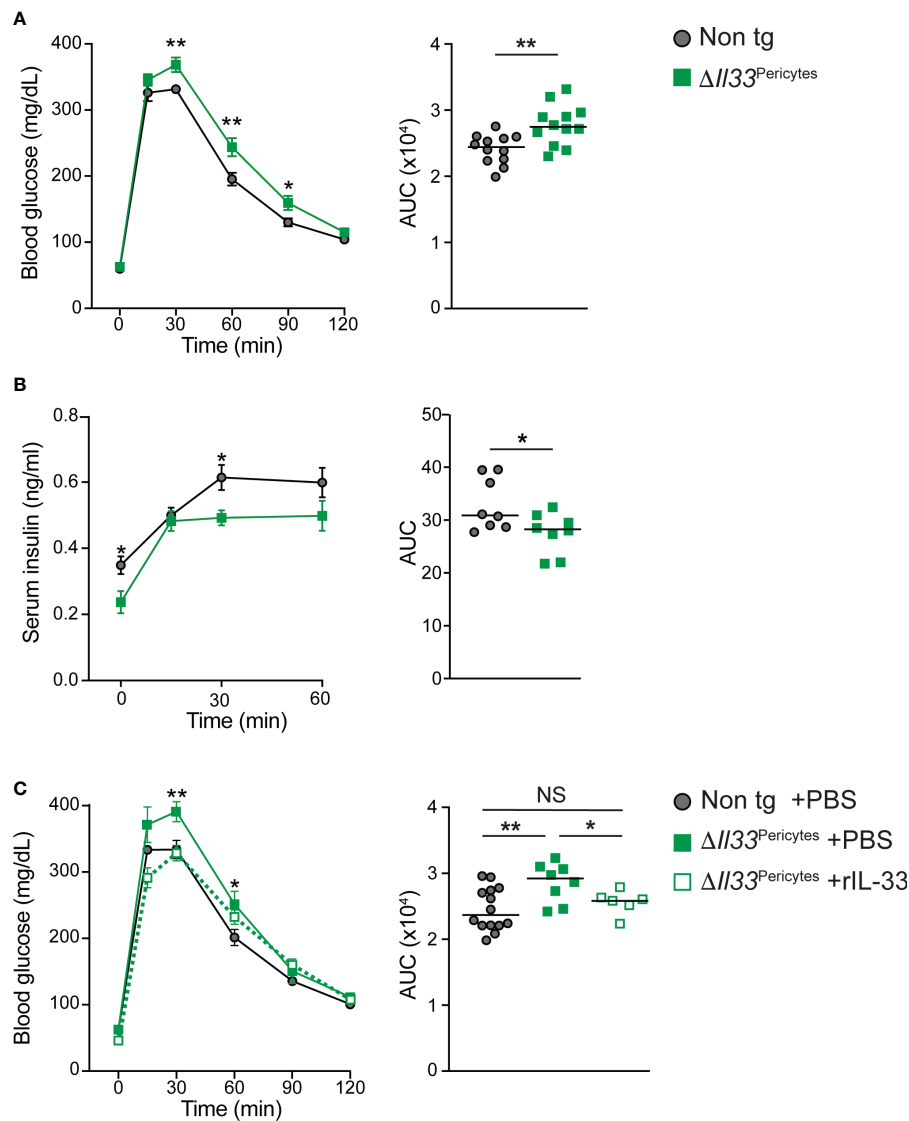 A
Blood glucose (mg/dL)
400
300
200
100
0
** ** *
0 30 60 90 120
Time (min)
AUC (x10⁴)
4
2
1
0
**
Non tg
ΔIl33ᴾᵉʳⁱᶜʸᵗᵉˢ
B
Serum insulin (ng/ml)
0.8
0.6
0.4
0.2
0.0
* *
0 30 60
Time (min)
AUC
50
40
30
20
10
0
*
C
Blood glucose (mg/dL)
400
300
200
100
0
** *
0 30 60 90 120
Time (min)
AUC (x10⁴)
4
3
2
1
0
NS
** *
Non tg +PBS
ΔIl33ᴾᵉʳⁱᶜʸᵗᵉˢ +PBS
ΔIl33ᴾᵉʳⁱᶜʸᵗᵉˢ +rIL-33